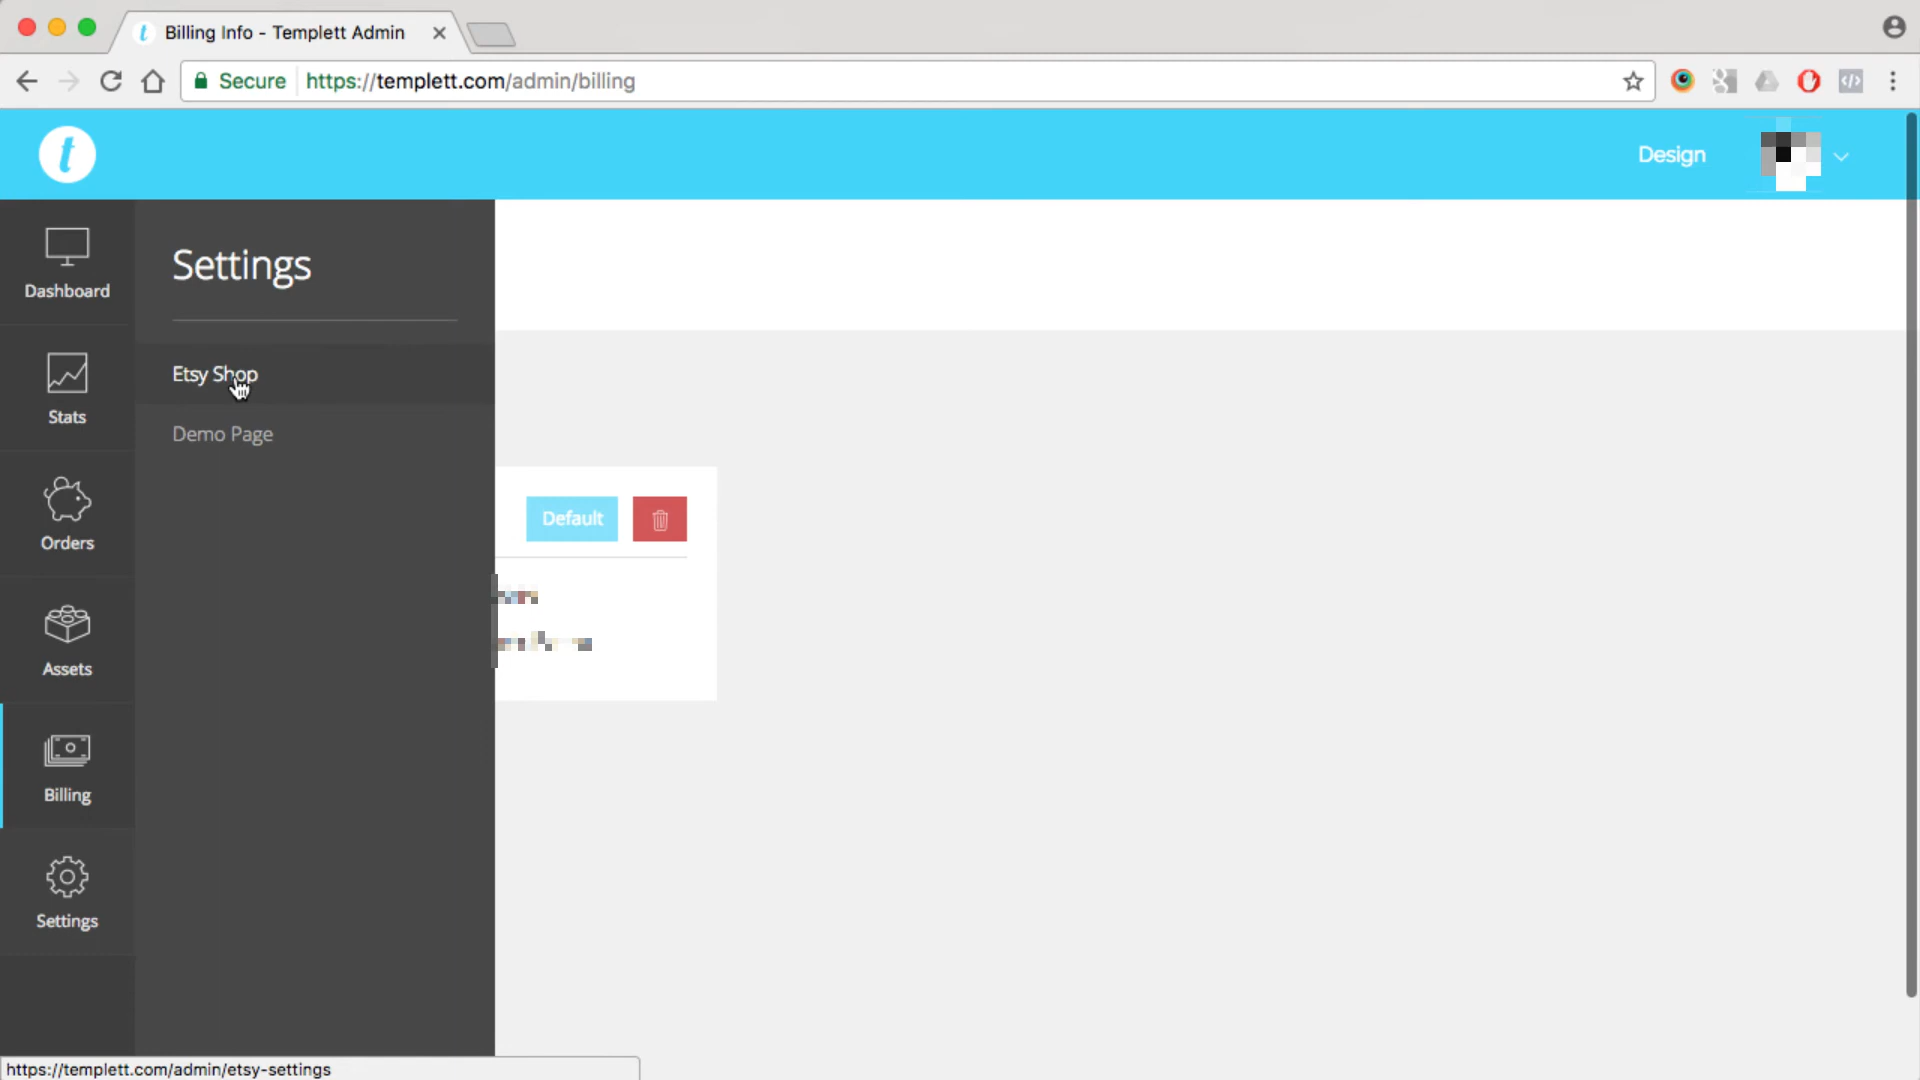 Billing Info - Templett Admin
Secure https://templett.com/admin/billing
t
Design
Dashboard
Stats
Orders
Assets
Billing
Settings
Settings
Etsy Shop
Demo Page
Default
https://templett.com/admin/etsy-settings